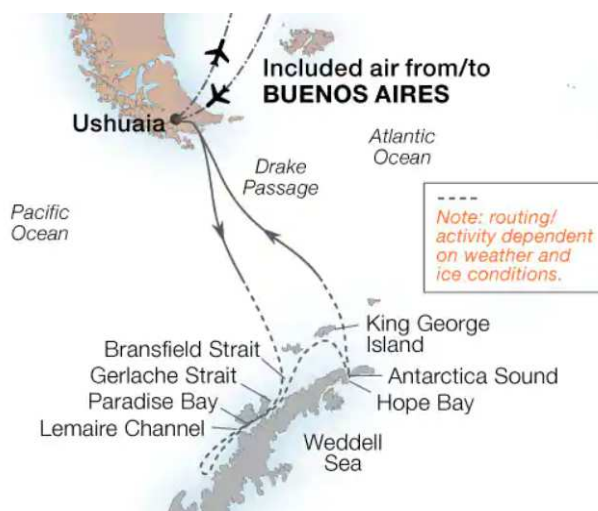 Included air from/to
BUENOS AIRES
Ushuaia
Atlantic
Ocean
Drake
Passage
Pacific
Ocean
-----
Note: routing/
activity dependent
on weather and
ice conditions.
King George
Island
Bransfield Strait
Gerlache Strait
Paradise Bay
Lemaire Channel
Antarctica Sound
Hope Bay
Weddell
Sea